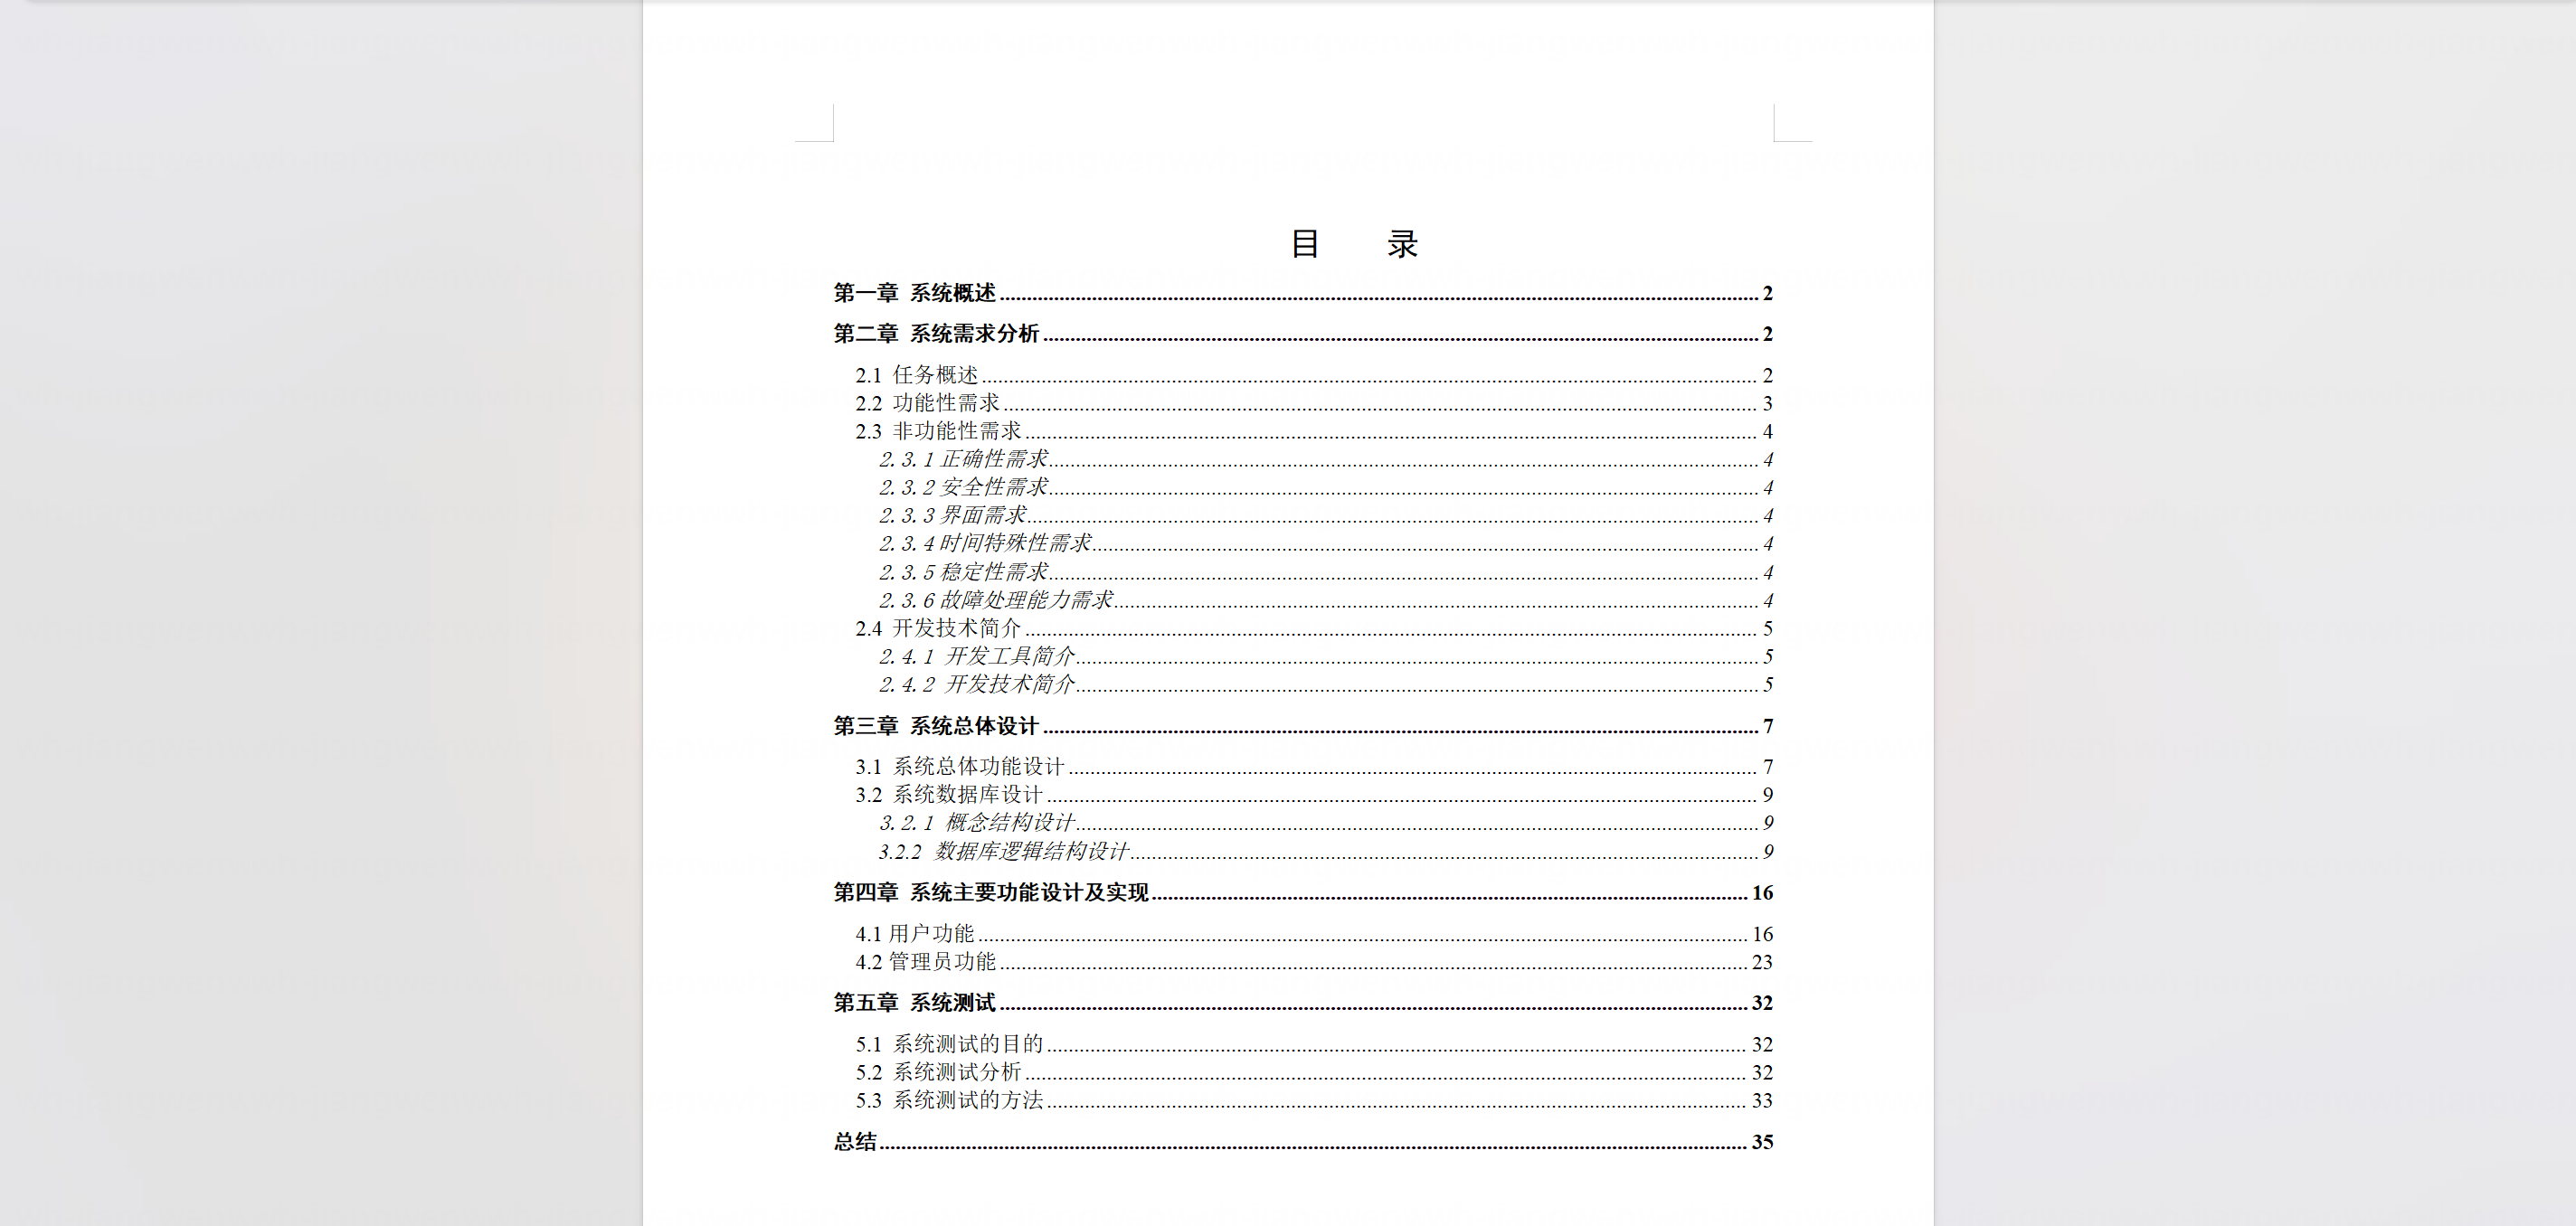 目 录
第一章 系统概述 2
第二章 系统需求分析 2
2.1 任务概述 2
2.2 功能性需求 3
2.3 非功能性需求 4
2.3.1正确性需求 4
2.3.2安全性需求 4
2.3.3界面需求 4
2.3.4时间特殊性需求 4
2.3.5稳定性需求 4
2.3.6故障处理能力需求 4
2.4 开发技术简介 5
2.4.1 开发工具简介 5
2.4.2 开发技术简介 5
第三章 系统总体设计 7
3.1 系统总体功能设计 7
3.2 系统数据库设计 9
3.2.1 概念结构设计 9
3.2.2 数据库逻辑结构设计 9
第四章 系统主要功能设计及实现 16
4.1用户功能 16
4.2管理员功能 23
第五章 系统测试 32
5.1 系统测试的目的 32
5.2 系统测试分析 32
5.3 系统测试的方法 33
总结 35